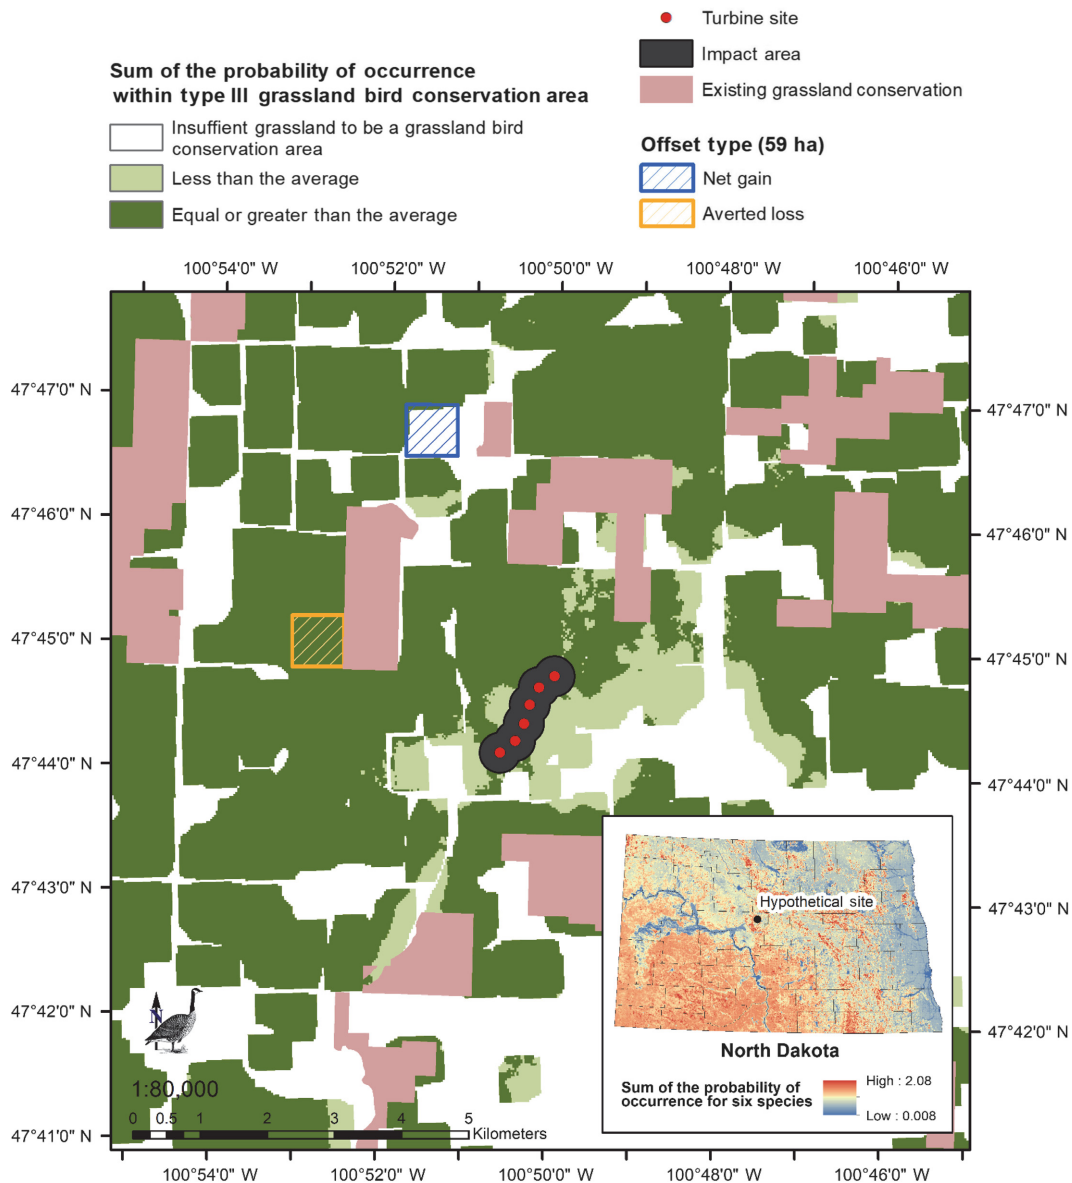 Turbine site
Impact area
Existing grassland conservation
Sum of the probability of occurrence
within type III grassland bird conservation area
Insuffient grassland to be a grassland bird
conservation area
Less than the average
Equal or greater than the average
Offset type (59 ha)
Net gain
Averted loss
100°54'0" W 100°52'0" W 100°50'0" W 100°48'0" W 100°46'0" W
47°47'0" N
47°47'0" N
47°46'0" N
47°46'0" N
47°45'0" N
47°45'0" N
47°44'0" N
47°44'0" N
47°43'0" N
47°43'0" N
47°42'0" N
47°42'0" N
47°41'0" N
Hypothetical site
North Dakota
Sum of the probability of
occurrence for six species
High : 2.08
Low : 0.008
N
1:80,000
0 0.5 1 2 3 4 5
Kilometers
100°54'0" W 100°52'0" W 100°50'0" W 100°48'0" W 100°46'0" W